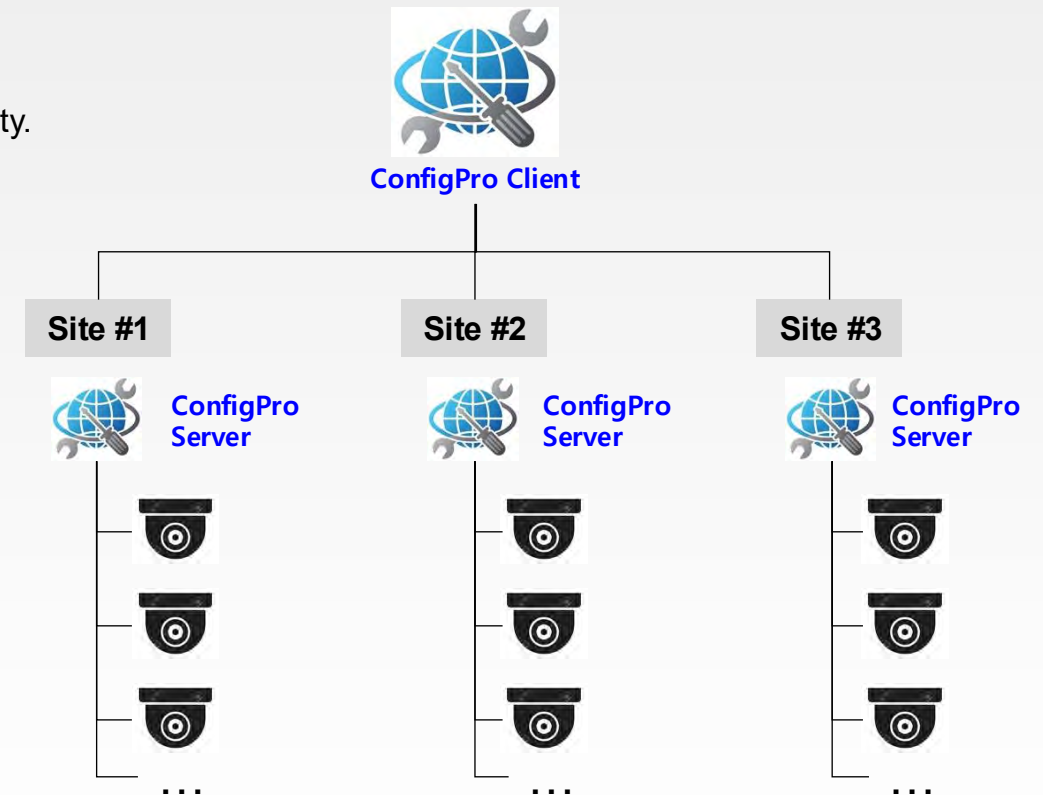 ty.
ConfigPro Client
Site #1
Site #2
Site #3
ConfigPro
Server
ConfigPro
Server
ConfigPro
Server
...
...
...